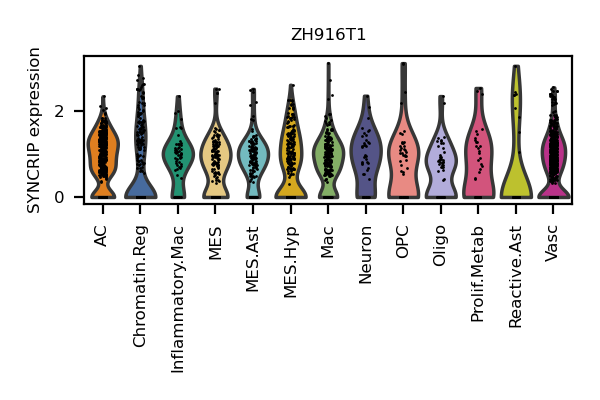 ZH916T1
SYNCRIP expression
2
0
AC
Chromatin.Reg
Inflammatory.Mac
MES
MES.Ast
MES.Hyp
Mac
Neuron
OPC
Oligo
Prolif.Metab
Reactive.Ast
Vasc